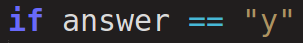 if answer == "y"